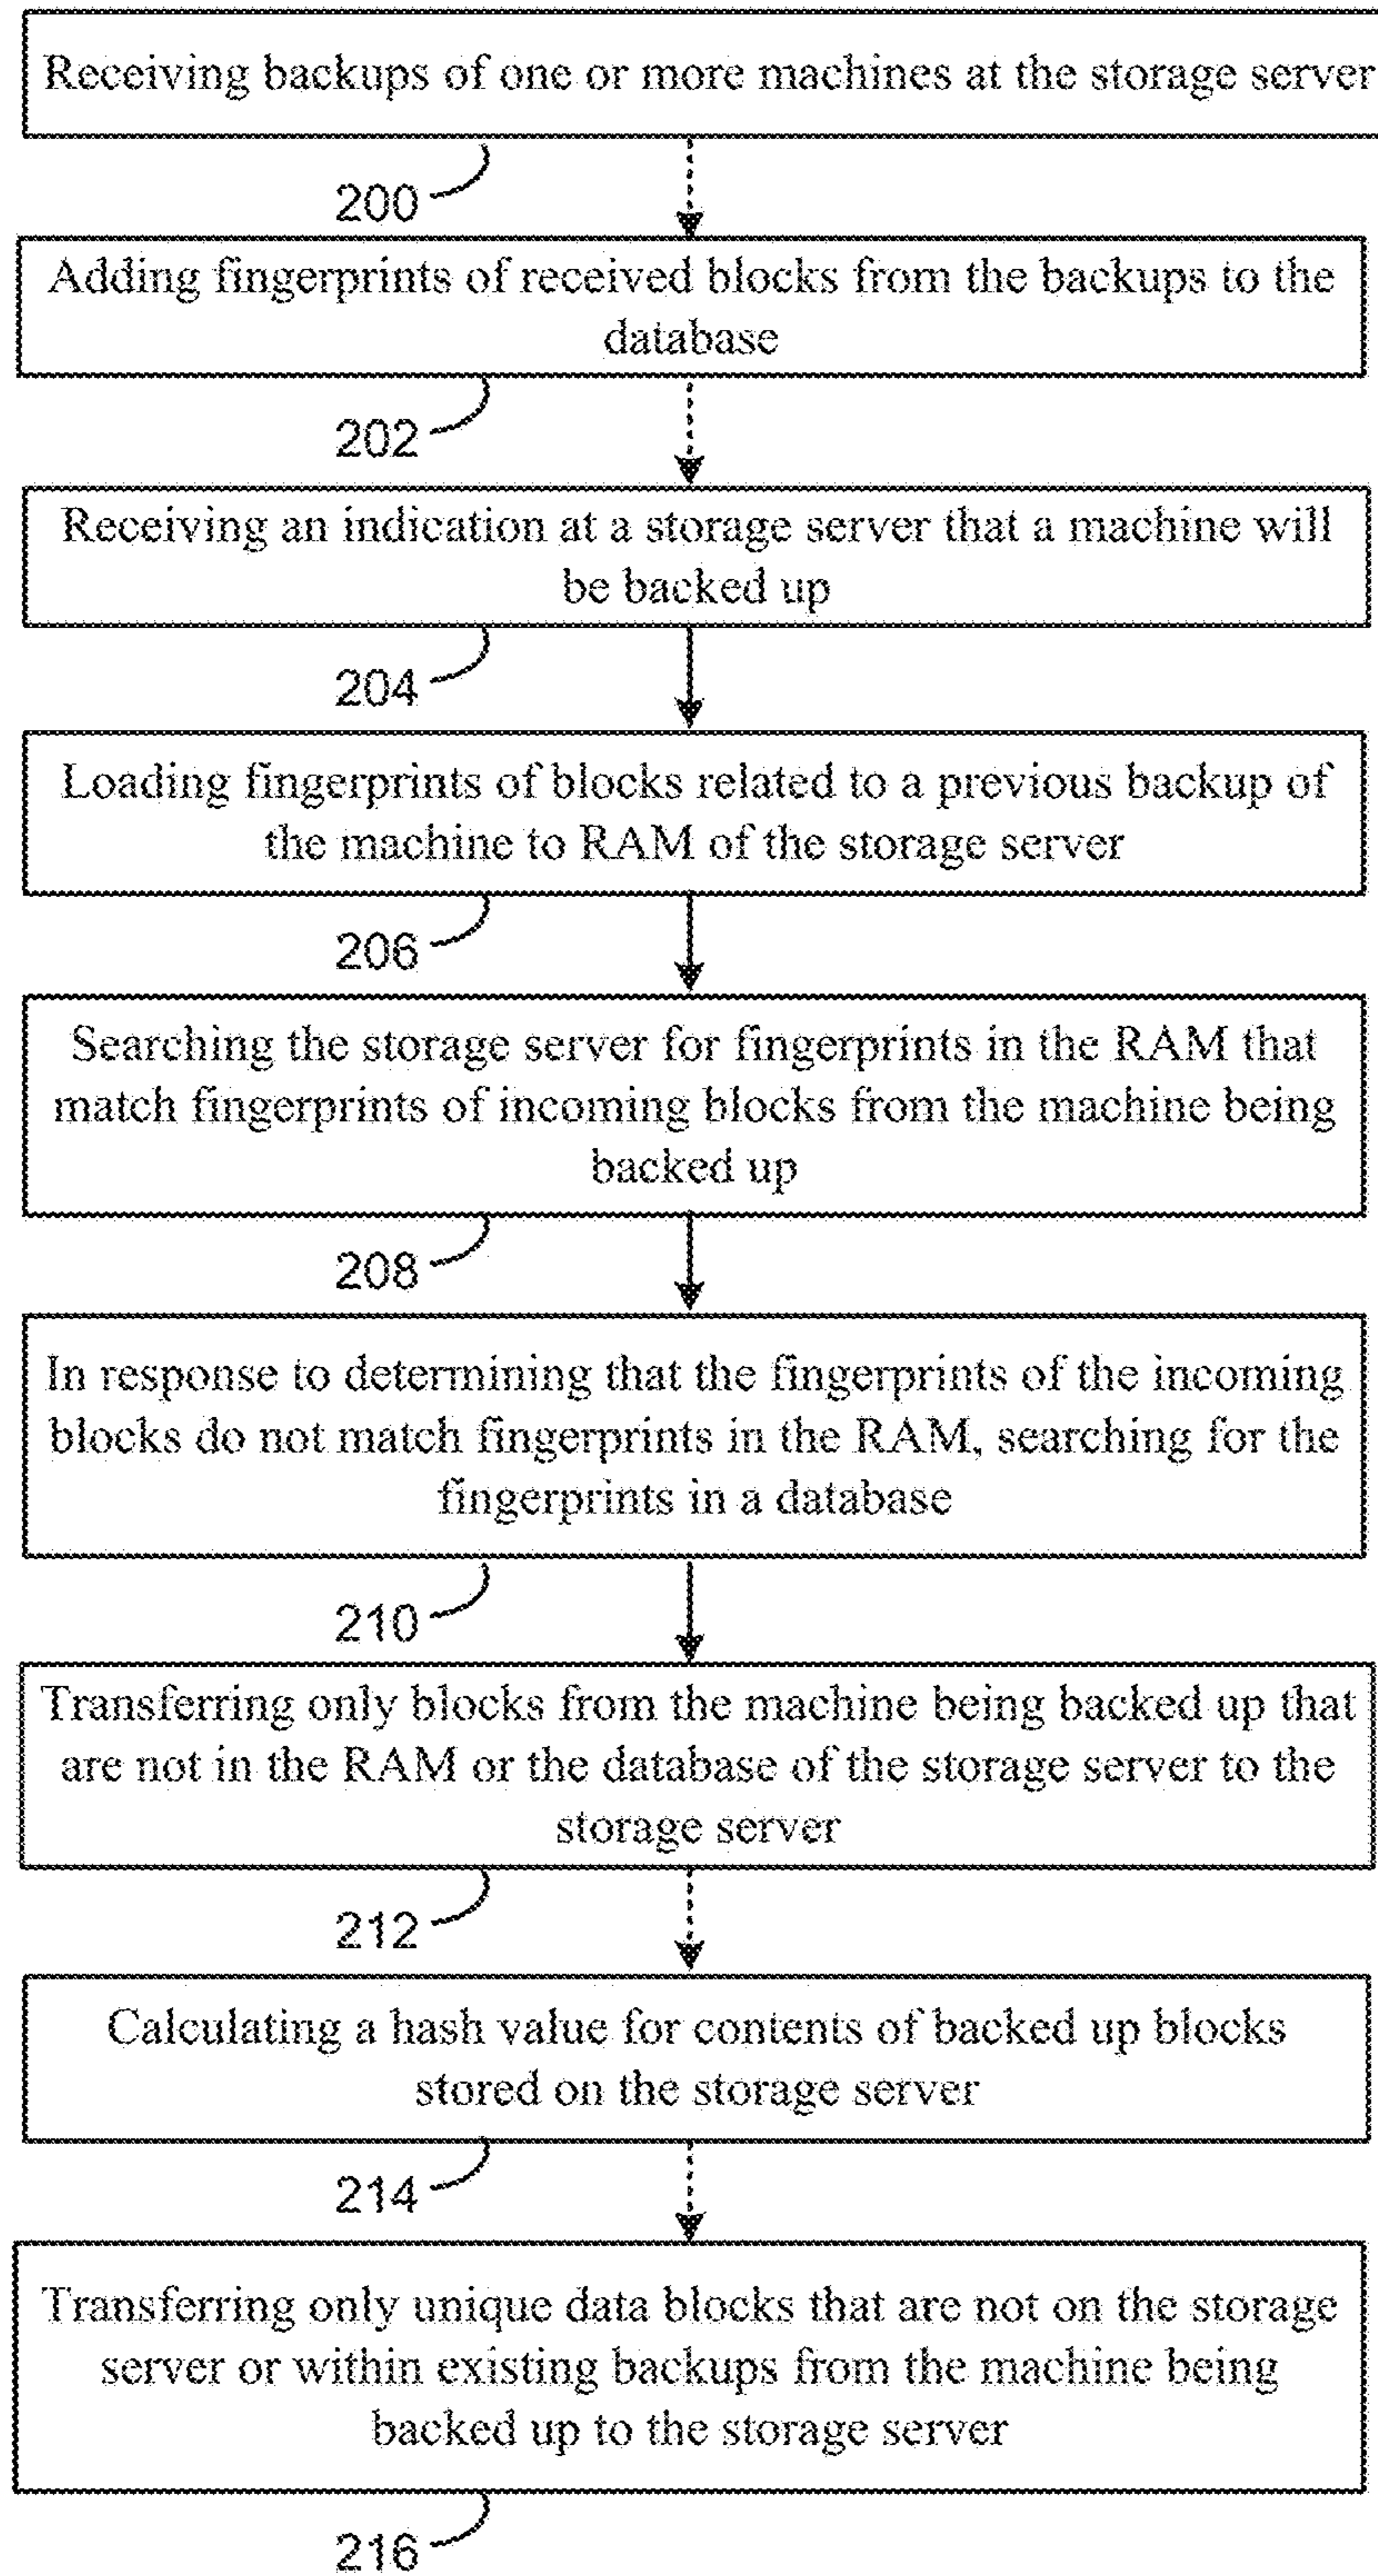 Receiving backups of one or more machines at the storage server
200
Adding fingerprints of received blocks from the backups to the
database
202
Receiving an indication at a storage server that a machine will
be backed up
204
Loading fingerprints of blocks related to a previous backup of
the machine to RAM of the storage server
206
Searching the storage server for fingerprints in the RAM that
match fingerprints of incoming blocks from the machine being
backed up
208
In response to determining that the fingerprints of the incoming
blocks do not match fingerprints in the RAM, searching for the
fingerprints in a database
210
Transferring only blocks from the machine being backed up that
are not in the RAM or the database of the storage server to the
storage server
212
Calculating a hash value for contents of backed up blocks
stored on the storage server
214
Transferring only unique data blocks that are not on the storage
server or within existing backups from the machine being
backed up to the storage server
216